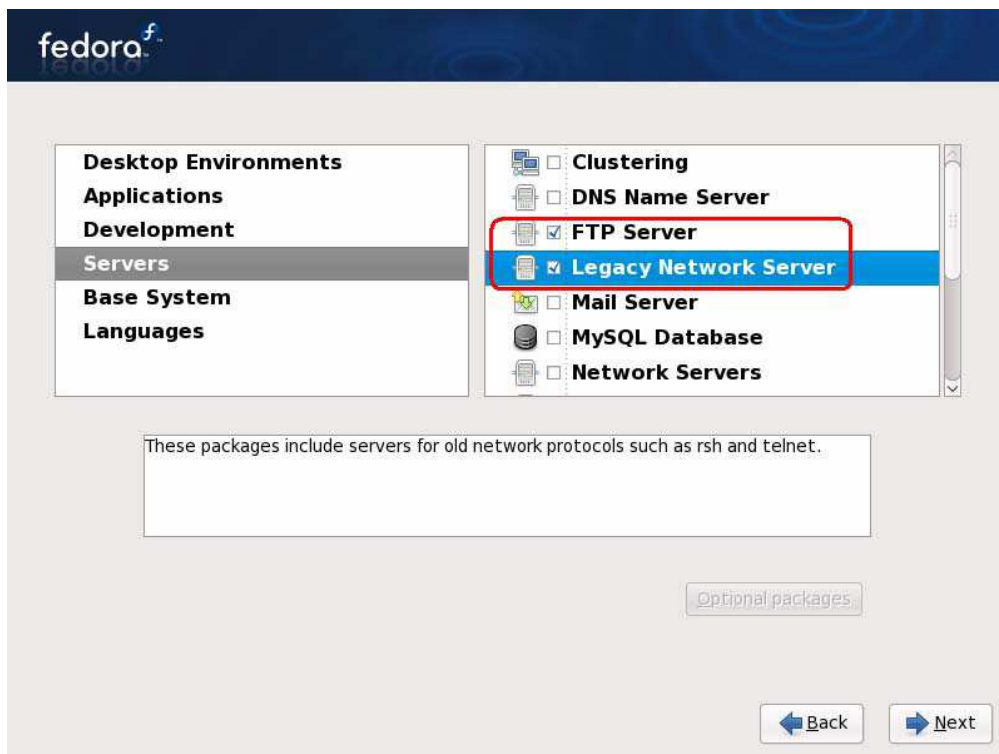 fedora
Desktop Environments
Applications
Development
Servers
Base System
Languages
Clustering
DNS Name Server
FTP Server
Legacy Network Server
Mail Server
MySQL Database
Network Servers
These packages include servers for old network protocols such as rsh and telnet.
Optional packages
Back
Next